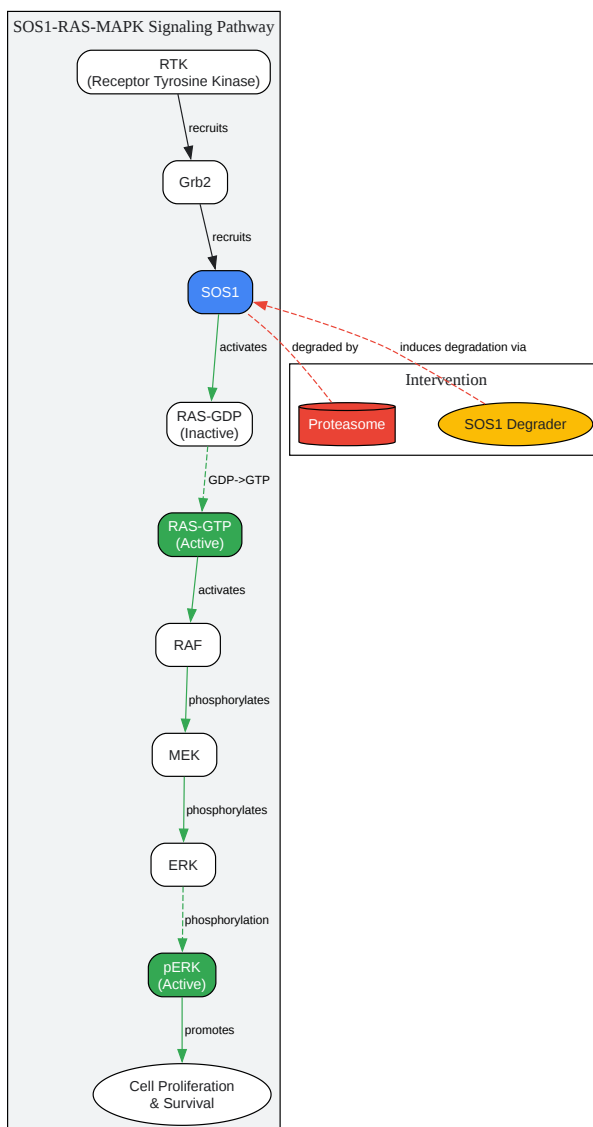 SOS1-RAS-MAPK Signaling Pathway
RTK
(Receptor Tyrosine Kinase)
recruits
Grb2
recruits
SOS1
activates
degraded by
induces degradation via
Intervention
Proteasome
SOS1 Degrader
RAS-GDP
(Inactive)
GDP->GTP
RAS-GTP
(Active)
activates
RAF
phosphorylates
MEK
phosphorylates
ERK
phosphorylation
pERK
(Active)
promotes
Cell Proliferation
& Survival